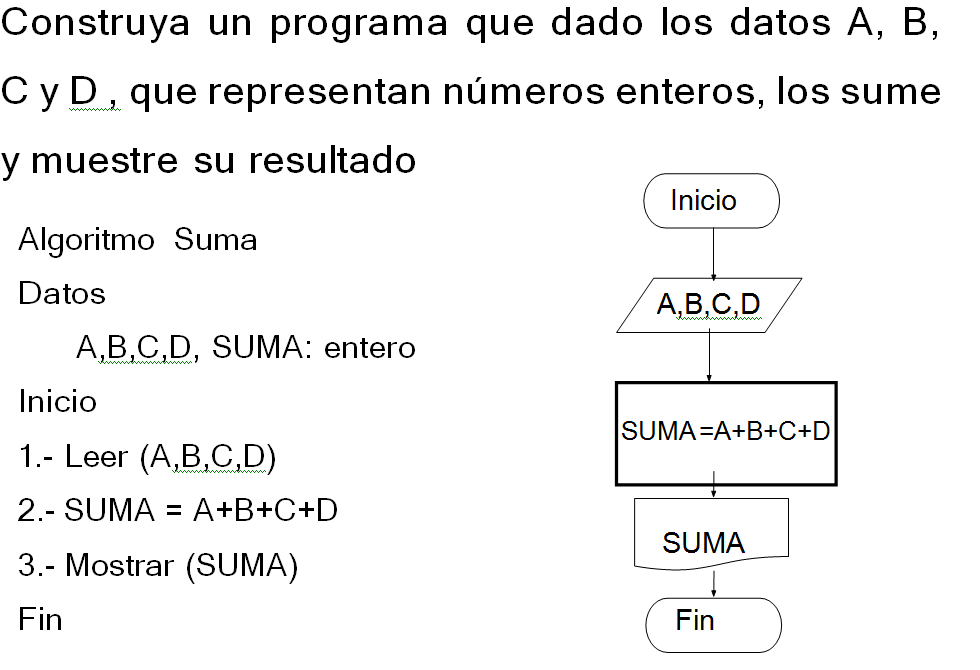 Construya un programa que dado los datos A, B,
C y D , que representan números enteros, los sume
y muestre su resultado
Algoritmo Suma
Datos
A,B,C,D, SUMA: entero
Inicio
1.- Leer (A,B,C,D)
2.- SUMA = A+B+C+D
3.- Mostrar (SUMA)
Fin
Inicio
A,B,C,D
SUMA=A+B+C+D
SUMA
Fin